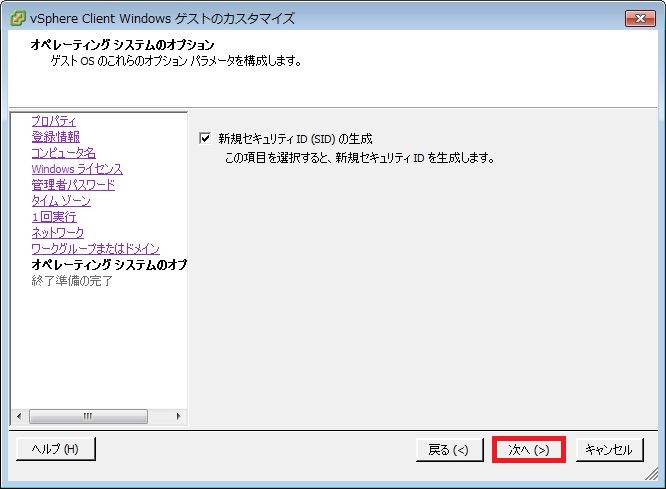 vSphere Client Windows ゲストのカスタマイズ
オペレーティング システムのオプション
ゲスト OS のこれらのオプション パラメータを構成します。
プロパティ
登録情報
コンピュータ名
Windows ライセンス
管理者パスワード
タイム ゾーン
1 回実行
ネットワーク
ワークグループまたはドメイン
オペレーティング システムのオプ
終了準備の完了
新規セキュリティ ID (SID) の生成
この項目を選択すると、新規セキュリティ ID を生成します。
ヘルプ (H)
戻る (<)
次へ (>)
キャンセル